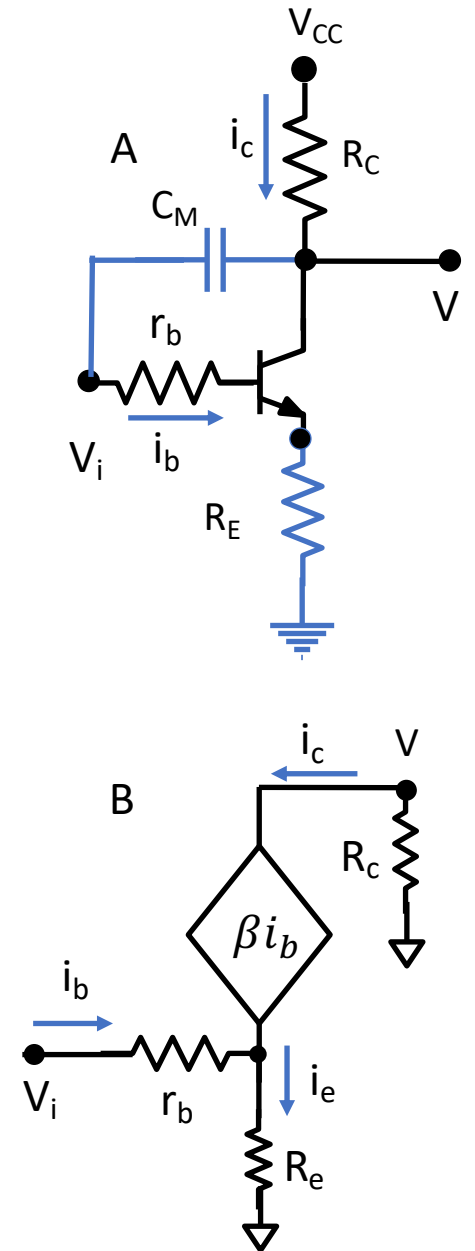 V_CC
A
i_c
R_C
C_M
V
r_b
V_i
i_b
R_E
i_c
V
B
R_c
βi_b
i_b
V_i
r_b
i_e
R_e